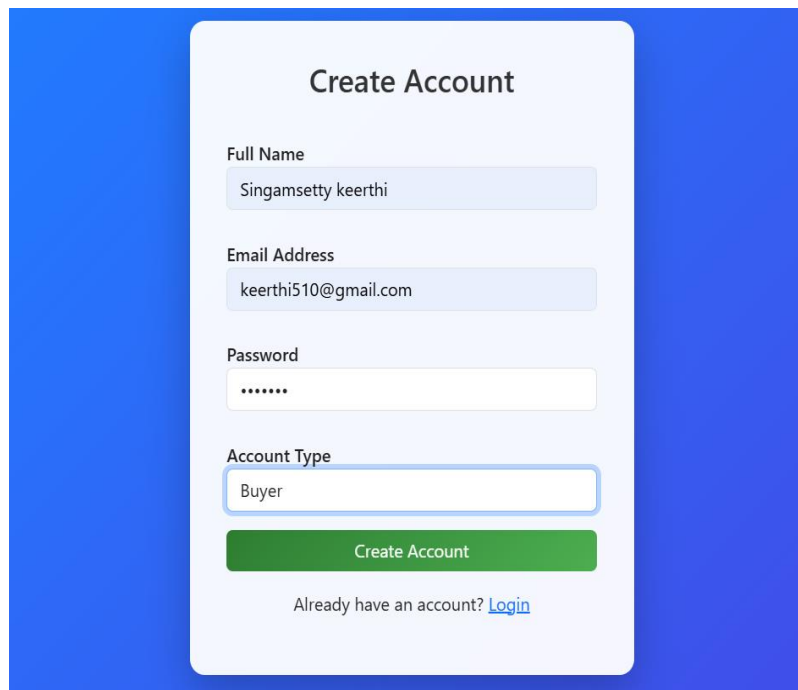 Create Account
Full Name
Singamsetty keerthi
Email Address
keerthi510@gmail.com
Password
•••••••
Account Type
Buyer
Create Account
Already have an account? Login